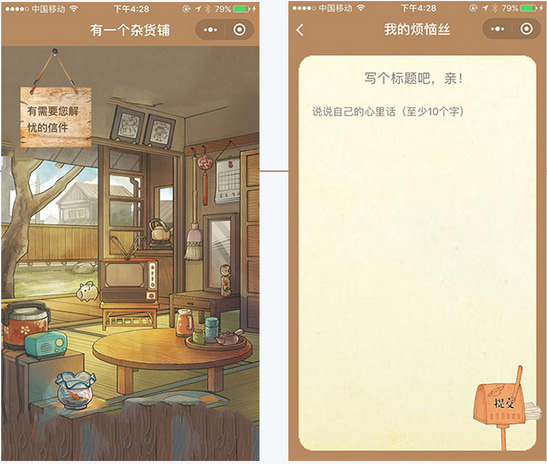 中国移动 下午4:28 79%
有一个杂货铺
有需要您解
忧的信件
中国移动 下午4:28 79%
我的烦恼丝
写个标题吧，亲！
说说自己的心里话（至少10个字）
提交